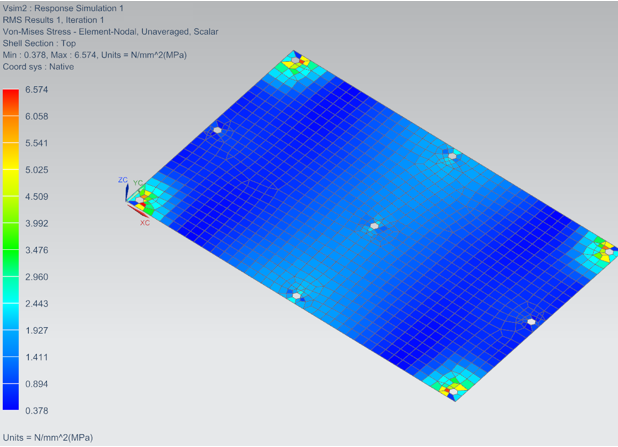 Vsim2 : Response Simulation 1
RMS Results 1, Iteration 1
Von-Mises Stress - Element-Nodal, Unaveraged, Scalar
Shell Section : Top
Min : 0.378, Max : 6.574, Units = N/mm^2(MPa)
Coord sys : Native
6.574
6.058
5.541
5.025
4.509
3.992
3.476
2.960
2.443
1.927
1.411
0.894
0.378
ZC
YC
XC
Units = N/mm^2(MPa)